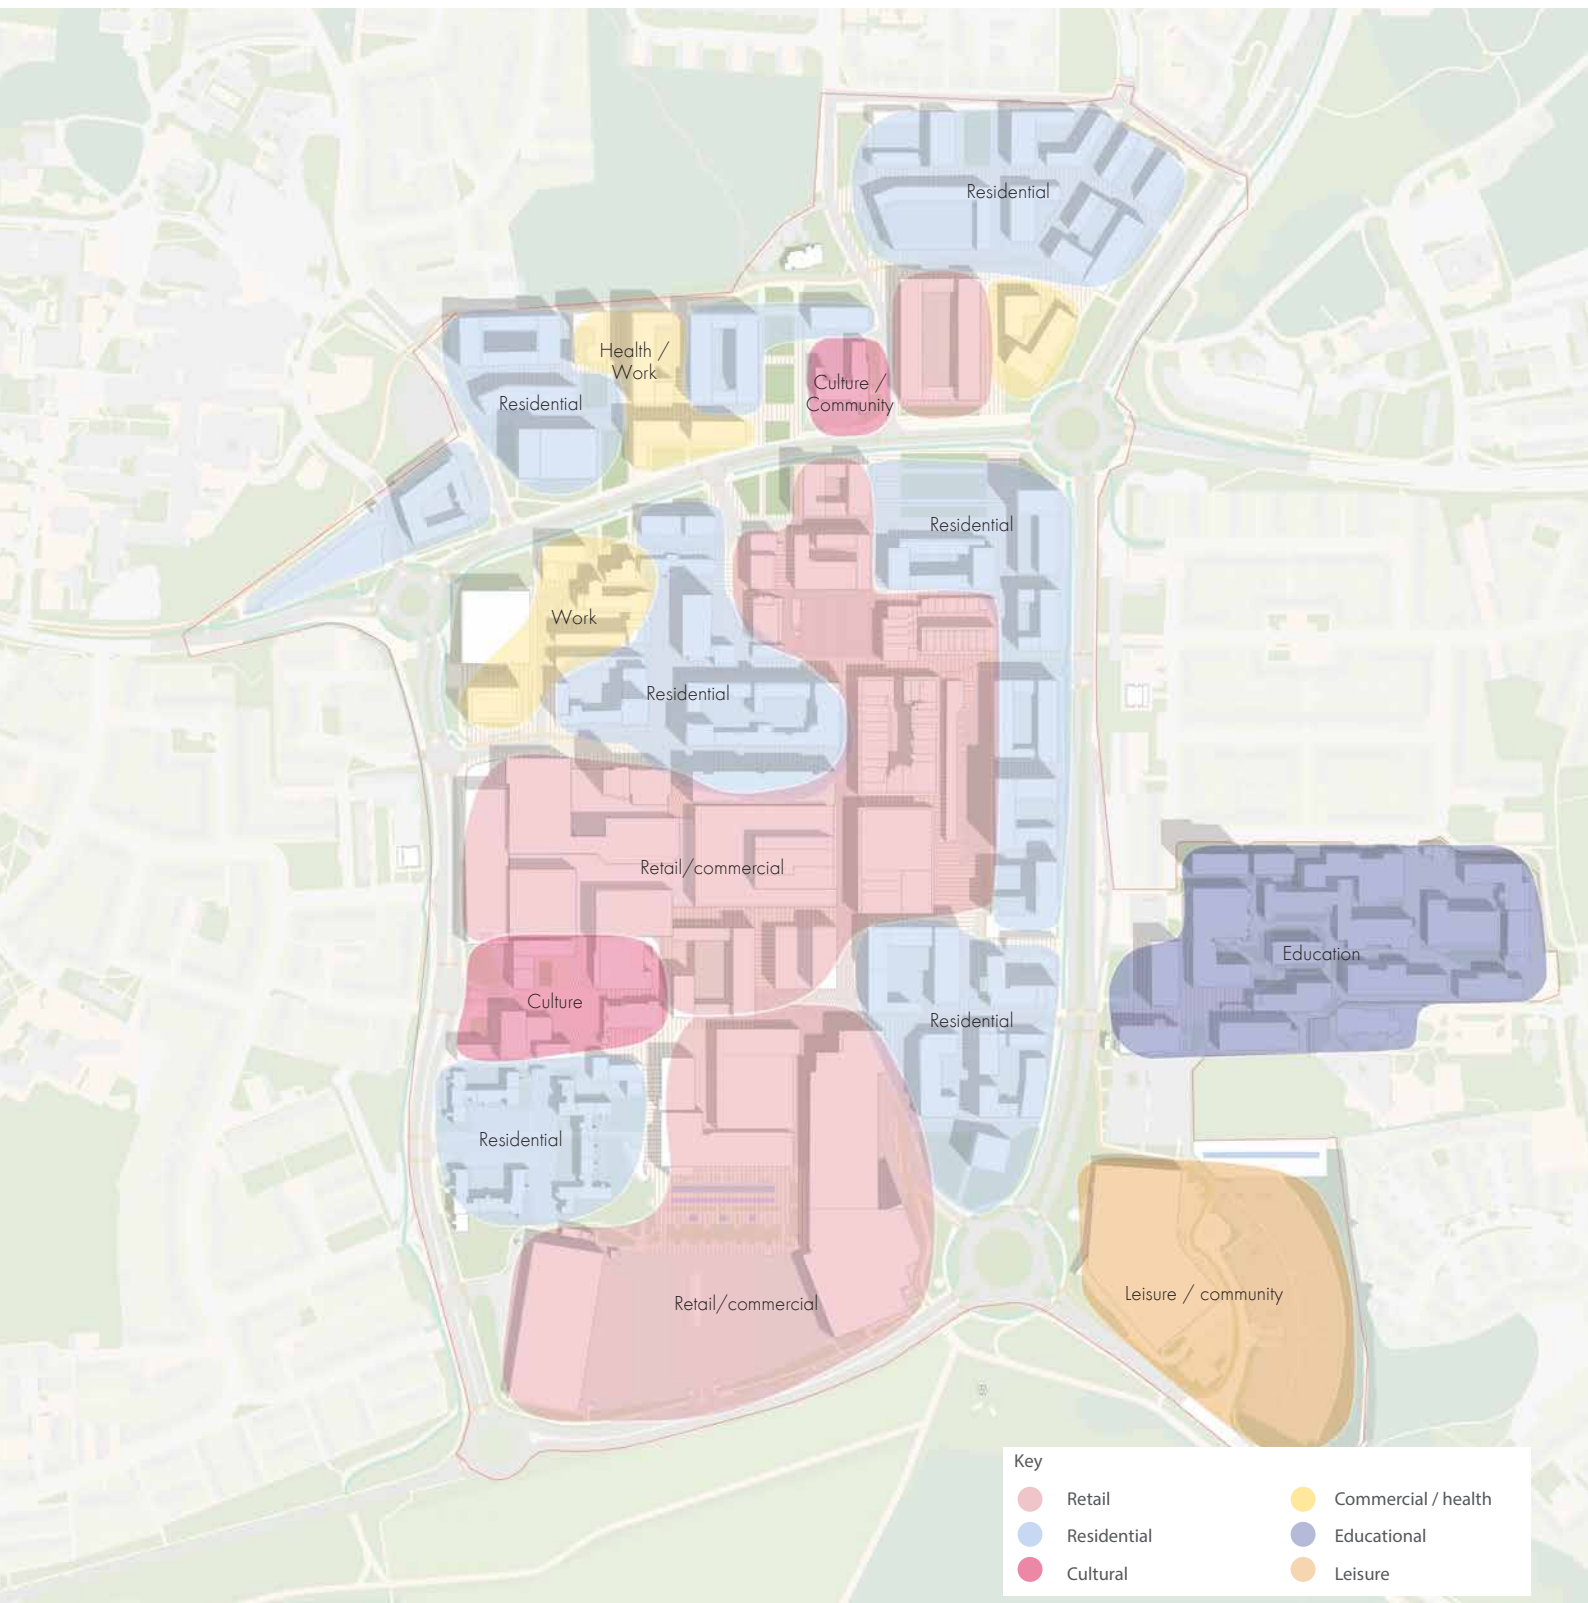 Residential
Health /
Work
Culture /
Community
Residential
Residential
Work
Residential
Retail/commercial
Education
Culture
Residential
Residential
Leisure / community
Retail/commercial
Key
Retail
Residential
Cultural
Commercial / health
Educational
Leisure